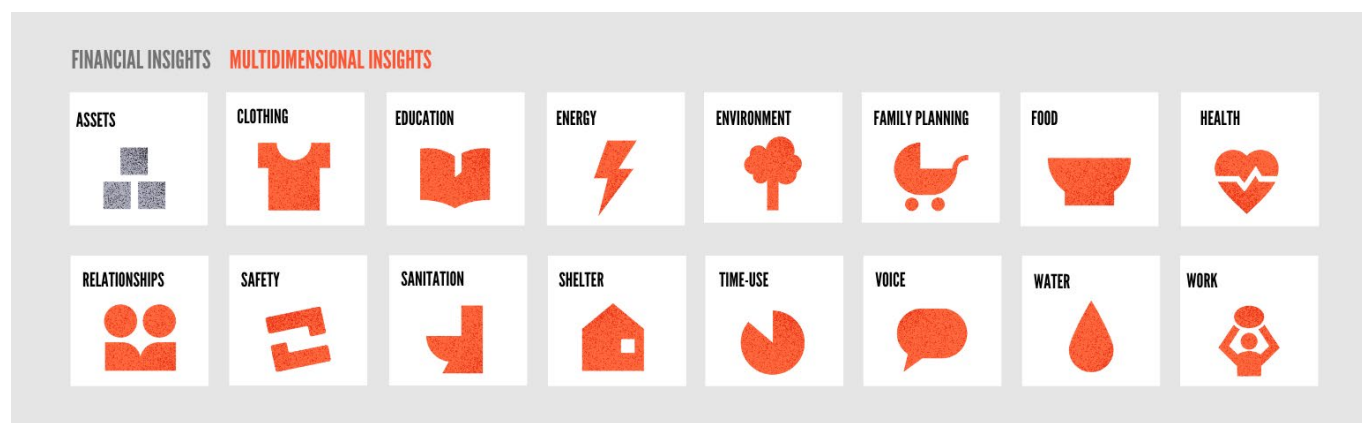 FINANCIAL INSIGHTS MULTIDIMENSIONAL INSIGHTS
ASSETS
CLOTHING
EDUCATION
ENERGY
ENVIRONMENT
FAMILY PLANNING
FOOD
HEALTH
RELATIONSHIPS
SAFETY
SANITATION
SHELTER
TIME-USE
VOICE
WATER
WORK